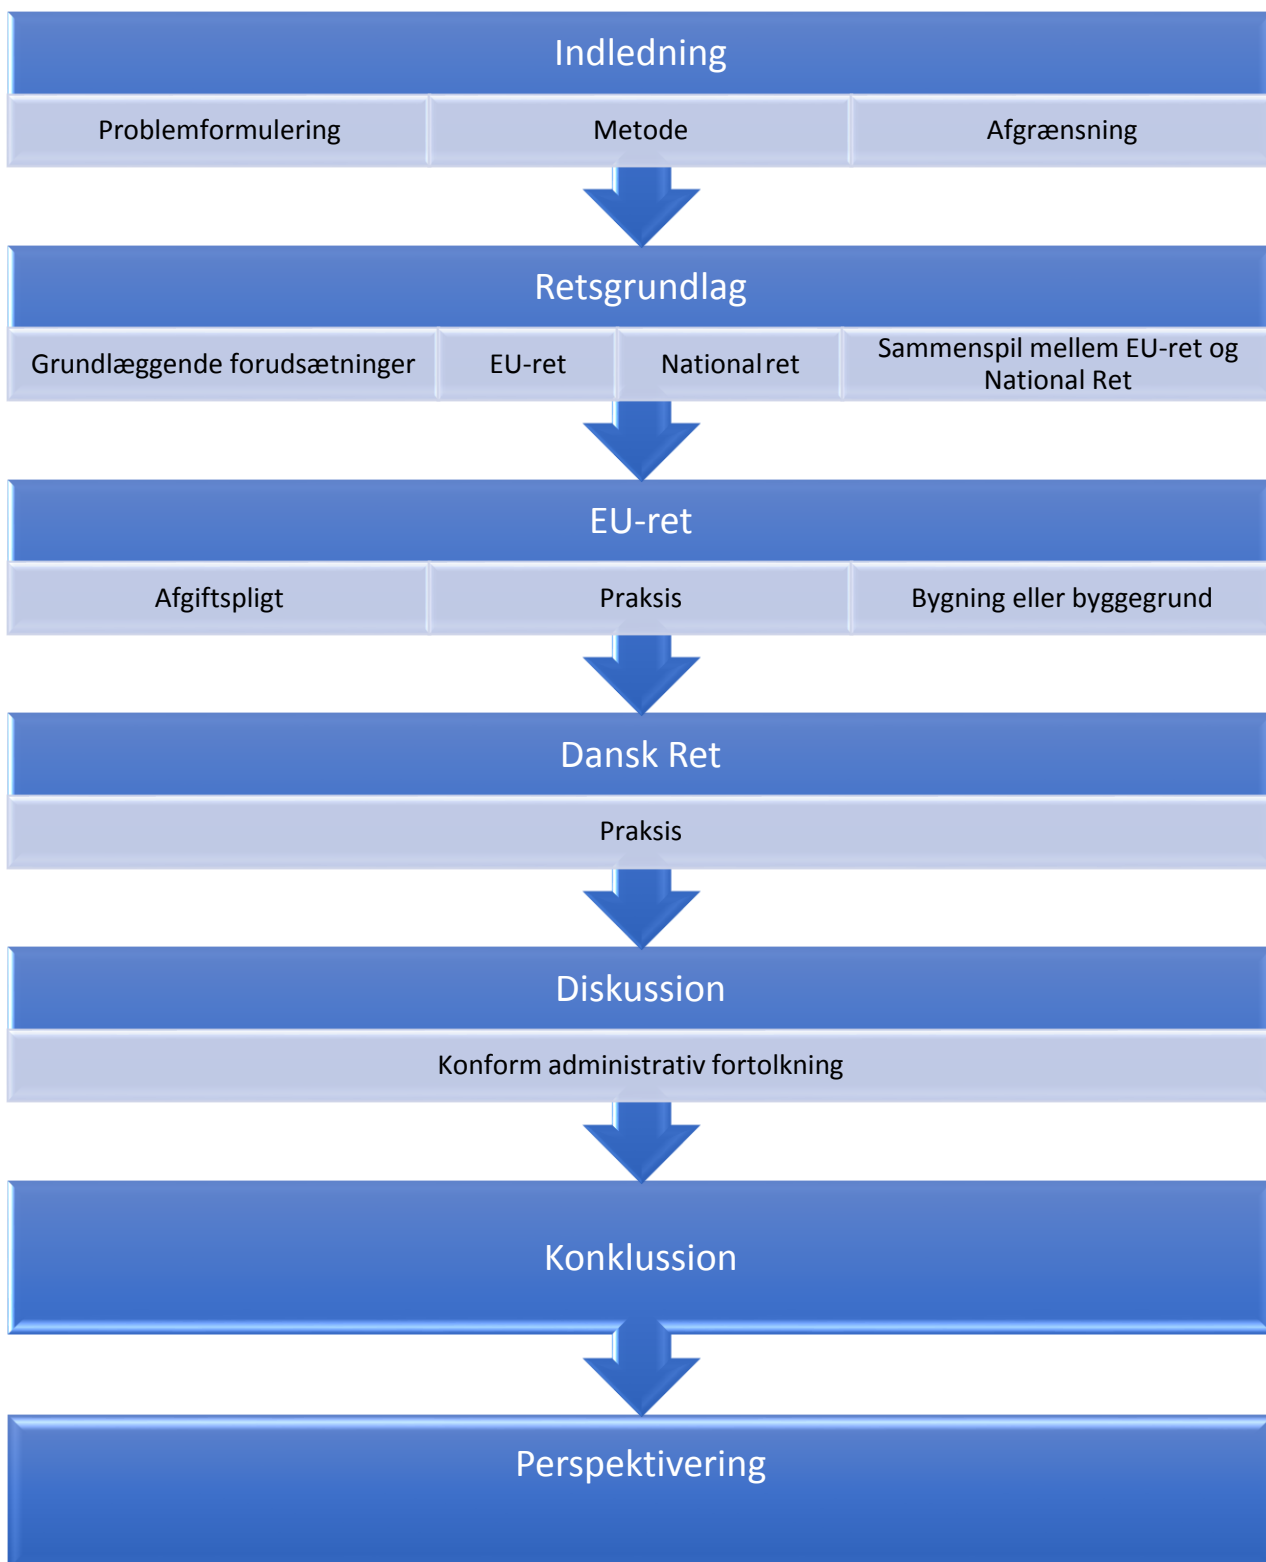 Indledning
Problemformulering
Metode
Afgrænsning
Retsgrundlag
Grundlæggende forudsætninger
EU-ret
National ret
Sammenspil mellem EU-ret og
National Ret
EU-ret
Afgiftspligt
Praksis
Bygning eller byggegrund
Dansk Ret
Praksis
Diskussion
Konform administrativ fortolkning
Konklussion
Perspektivering